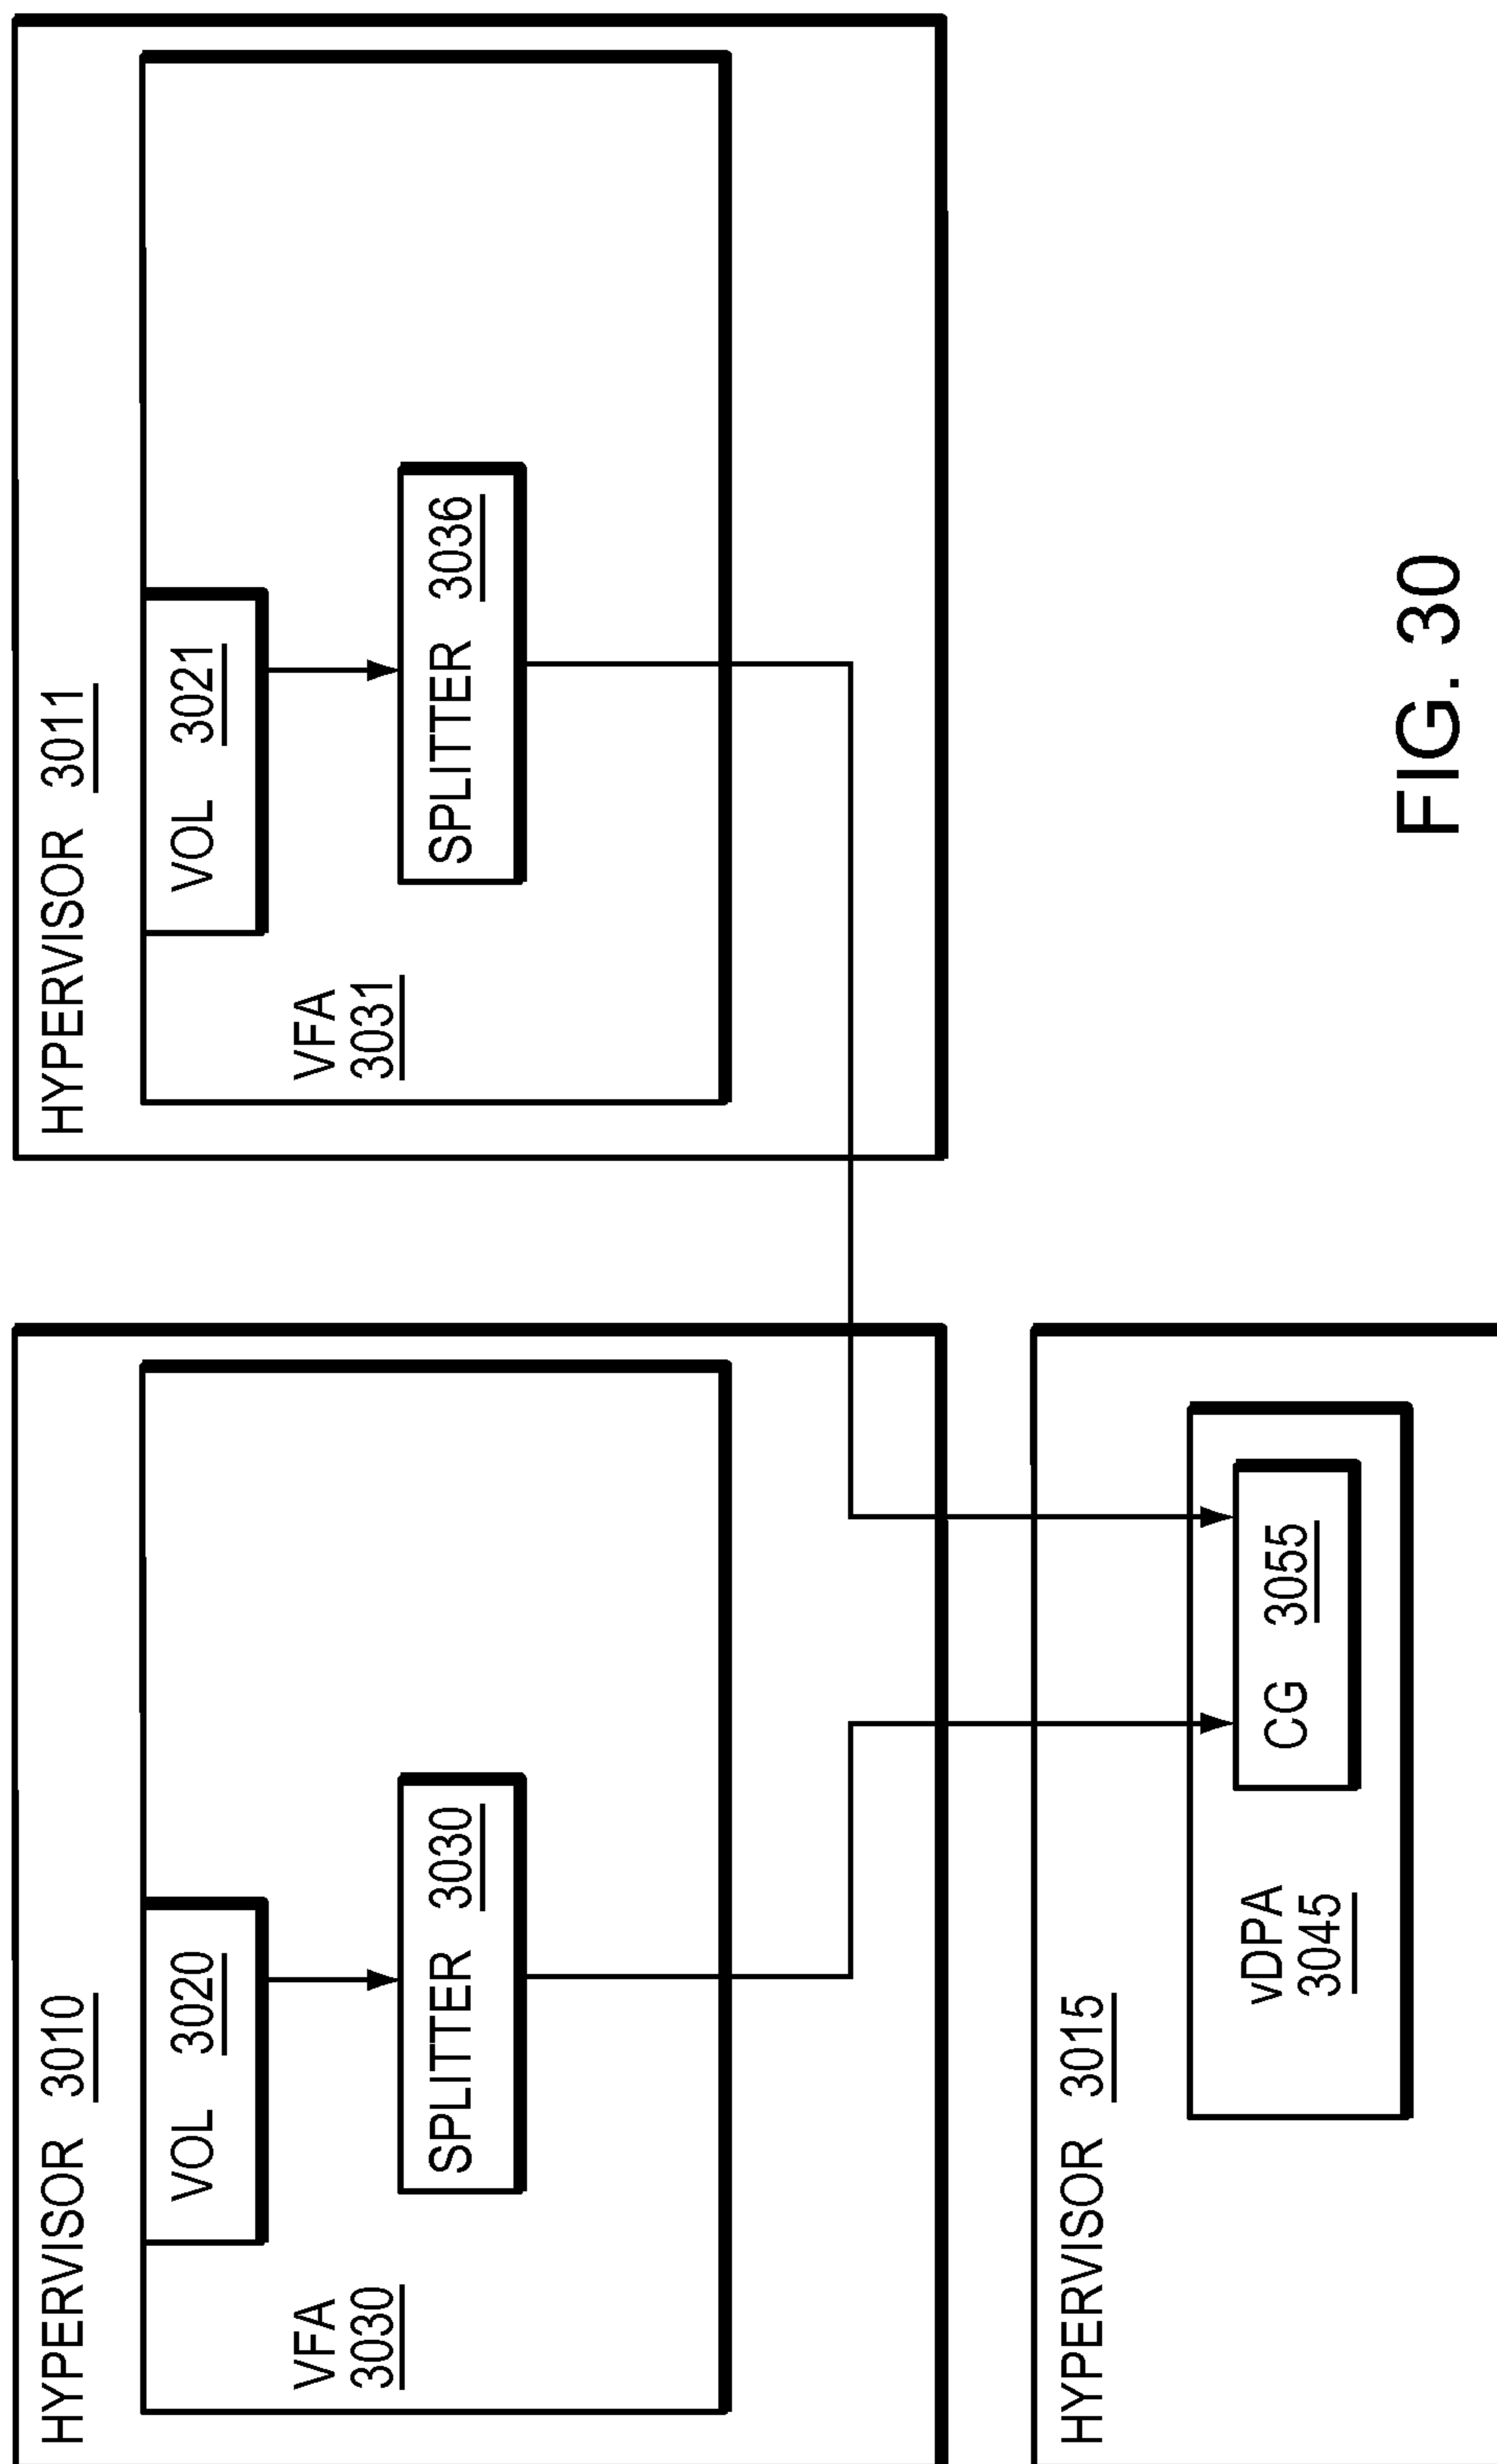 HYPERVISOR 3010
VOL 3020
VFA
3030
SPLITTER 3030
HYPERVISOR 3011
VOL 3021
VFA
3031
SPLITTER 3036
HYPERVISOR 3015
vDPA
3045
CG 3055
FIG. 30